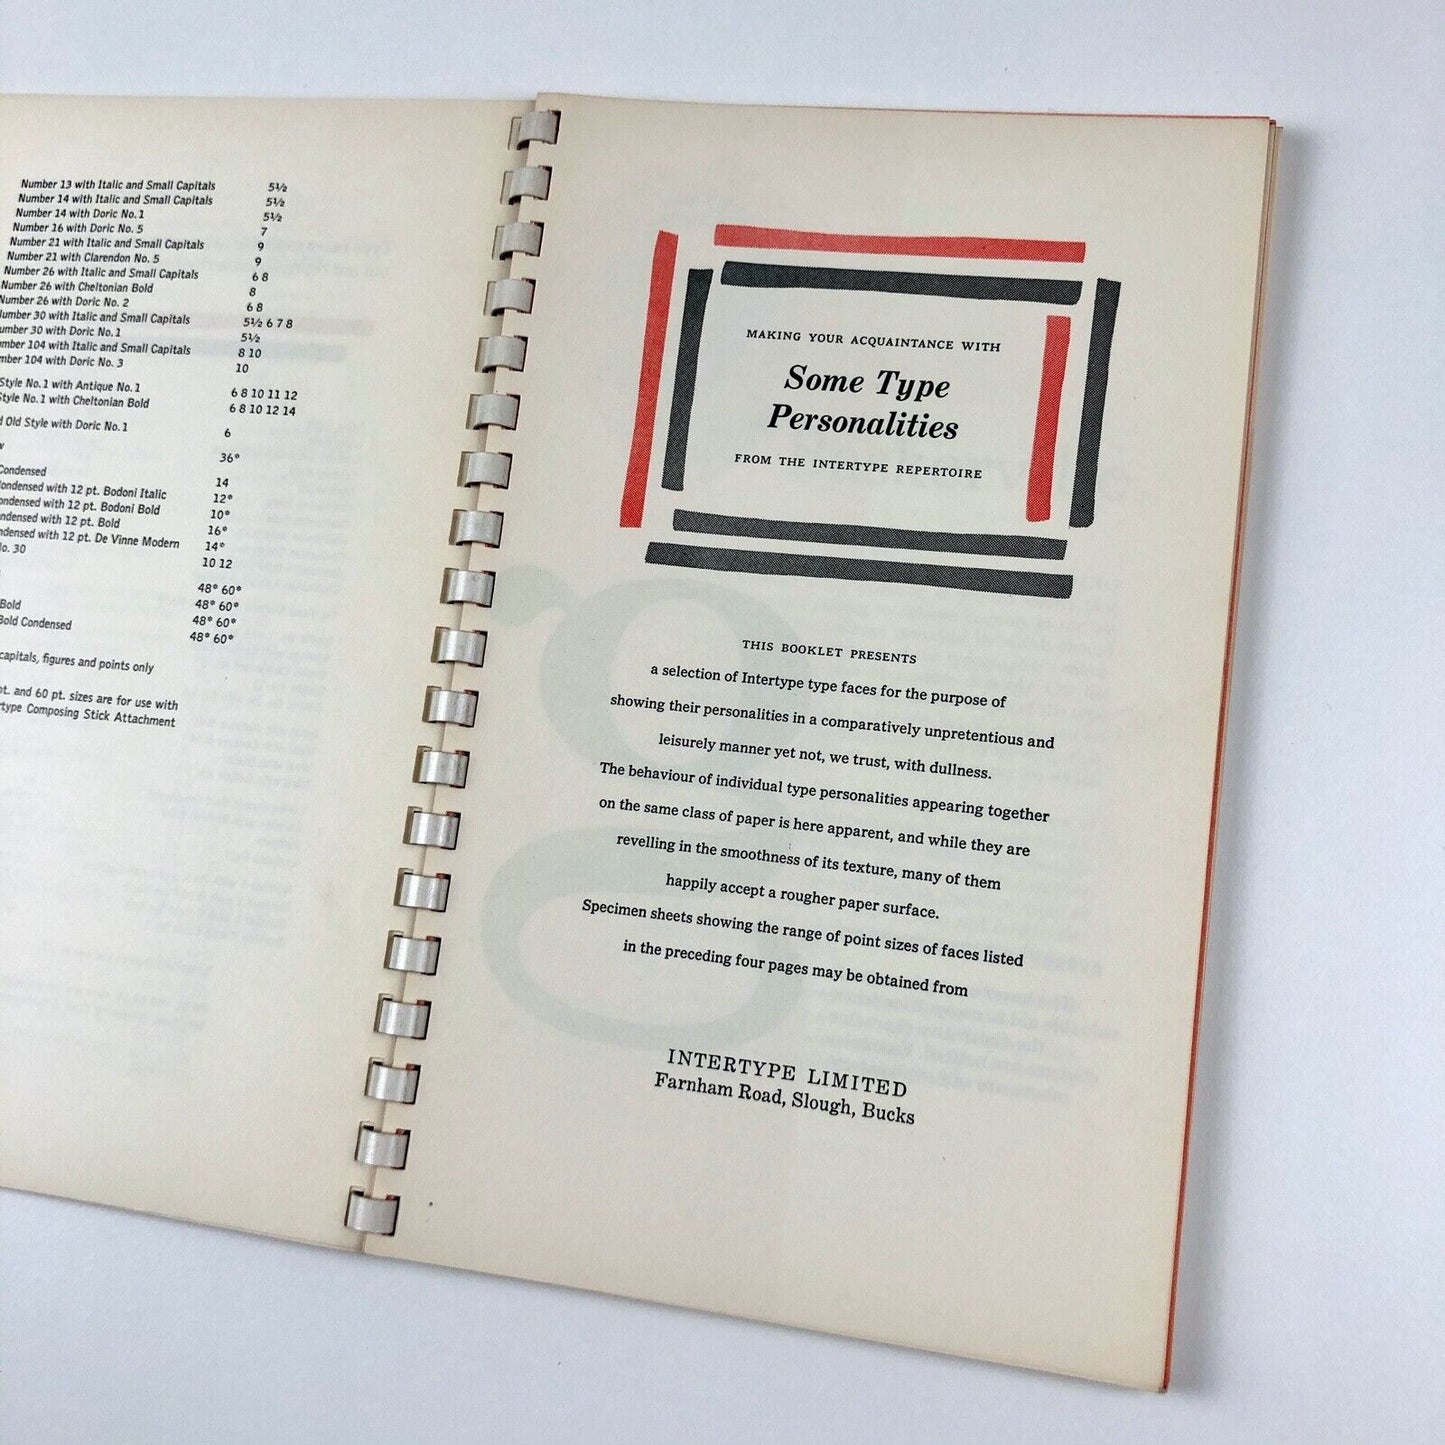 Number 13 with Italic and Small Capitals 5½
Number 14 with Italic and Small Capitals 5½
Number 14 with Doric No. 1 5½
Number 16 with Doric No. 5 7
Number 21 with Italic and Small Capitals 9
Number 21 with Clarendon No. 5 9
Number 26 with Italic and Small Capitals 6 8
Number 26 with Cheltonian Bold 8
Number 26 with Doric No. 2 6 8
Number 30 with Italic and Small Capitals 5½ 6 7 8
umber 30 with Doric No. 1 5½
mber 104 with Italic and Small Capitals 8 10
mber 104 with Doric No. 3 10
Style No. 1 with Antique No. 1 6 8 10 11 12
Style No. 1 with Cheltonian Bold 6 8 10 12 14
d Old Style with Doric No. 1 6
w 36*
Condensed 14
ondensed with 12 pt. Bodoni Italic 12*
ondensed with 12 pt. Bodoni Bold 10*
ndensed with 12 pt. Bold 16*
ndensed with 12 pt. De Vinne Modern 14*
lo. 30 10 12
48* 60*
Bold 48* 60*
Bold Condensed 48* 60*
48* 60*
capitals, figures and points only
pt. and 60 pt. sizes are for use with
rtype Composing Stick Attachment
MAKING YOUR ACQUAINTANCE WITH
Some Type
Personalities
FROM THE INTERTYPE REPERTOIRE
THIS BOOKLET PRESENTS
a selection of Intertype type faces for the purpose of
showing their personalities in a comparatively unpretentious and
leisurely manner yet not, we trust, with dullness.
The behaviour of individual type personalities appearing together
on the same class of paper is here apparent, and while they are
revelling in the smoothness of its texture, many of them
happily accept a rougher paper surface.
Specimen sheets showing the range of point sizes of faces listed
in the preceding four pages may be obtained from
INTERTYPE LIMITED
Farnham Road, Slough, Bucks